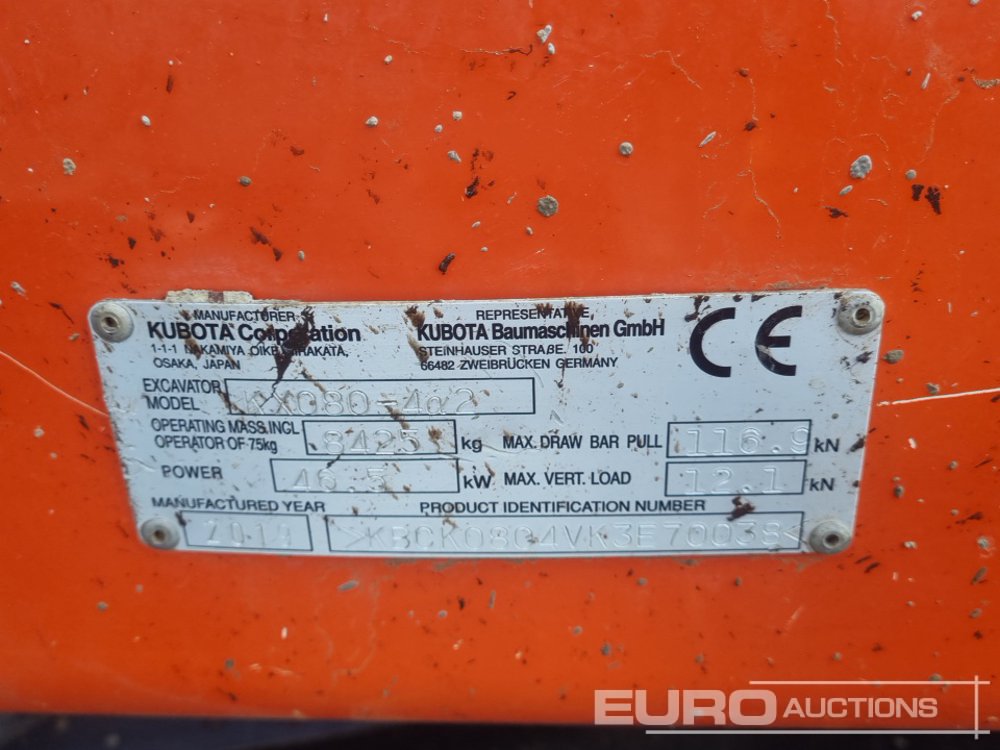 MANUFACTURER
KUBOTA Corporation
1-1-1 NAKAMIYA OIKE HIRAKATA,
OSAKA, JAPAN
REPRESENTATIVE
KUBOTA Baumaschinen GmbH
STEINHAUSER STRAßE. 100
66482 ZWEIBRÜCKEN GERMANY
CE
EXCAVATOR MODEL KX080-4α2
OPERATING MASS INCL
OPERATOR OF 75kg 8425 kg
MAX. DRAW BAR PULL 116.9 kN
POWER 46.5 kW
MAX. VERT. LOAD 12.1 kN
MANUFACTURED YEAR
PRODUCT IDENTIFICATION NUMBER
EURO AUCTIONS